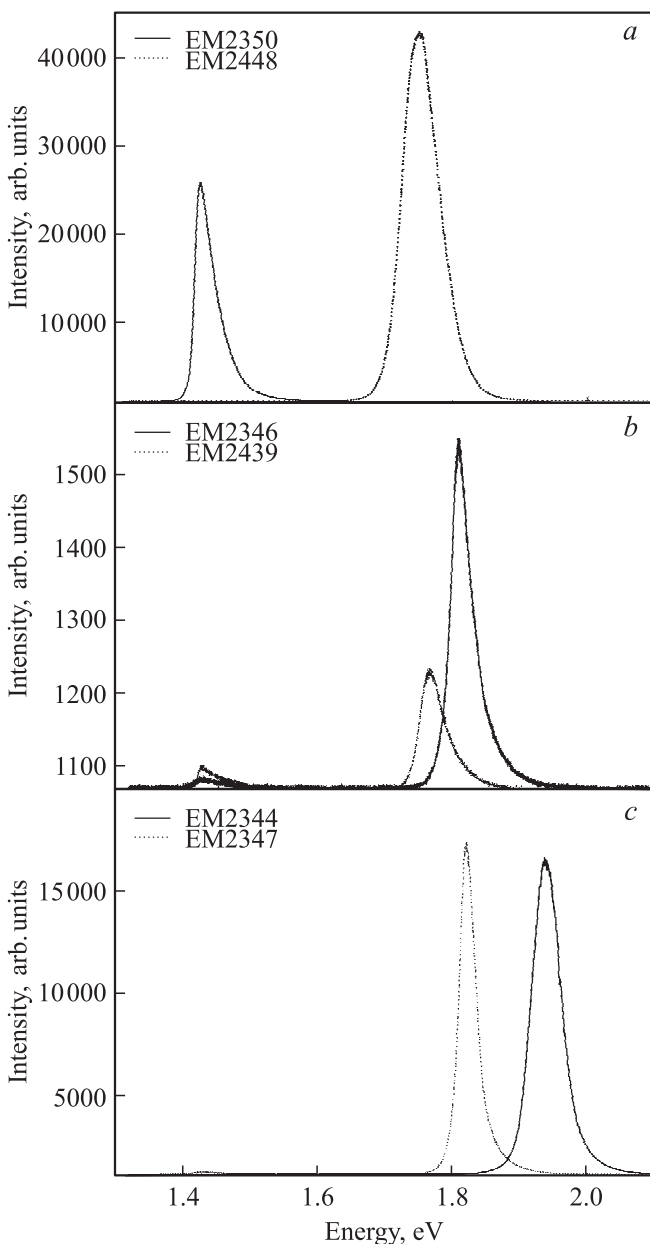 EM2350
EM2448
a
40000
30000
20000
10000
Intensity, arb. units
EM2346
EM2439
b
1500
1400
1300
1200
1100
Intensity, arb. units
EM2344
EM2347
c
15000
10000
5000
Intensity, arb. units
1.4 1.6 1.8 2.0
Energy, eV